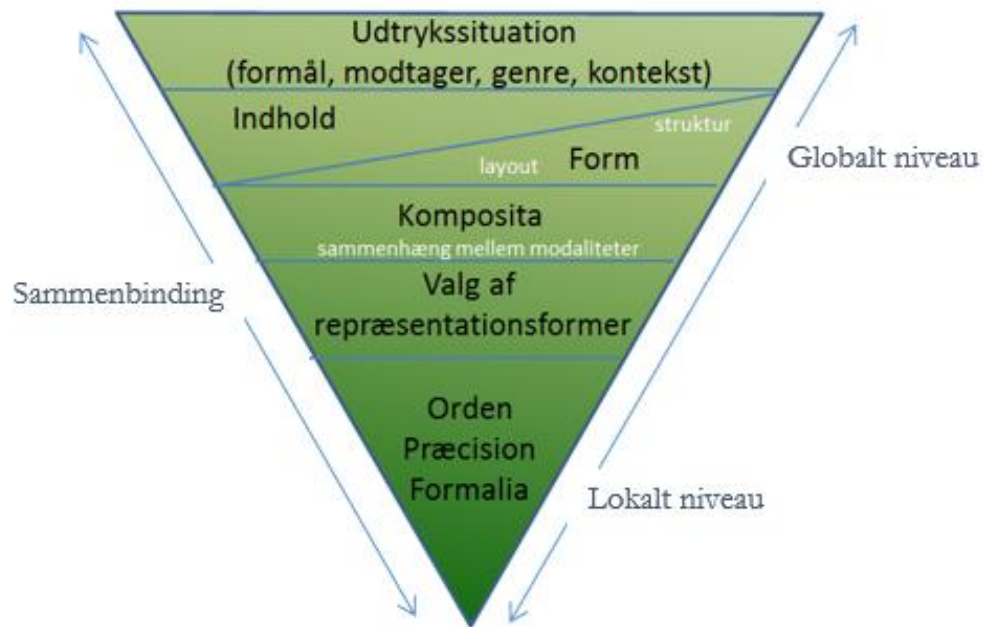 Udtrykssituation
(formål, modtager, genre, kontekst)
Indhold
struktur
layout
Form
Globalt niveau
Komposita
sammenhæng mellem modaliteter
Sammenbinding
Valg af
repræsentationsformer
Orden
Præcision
Formalia
Lokalt niveau